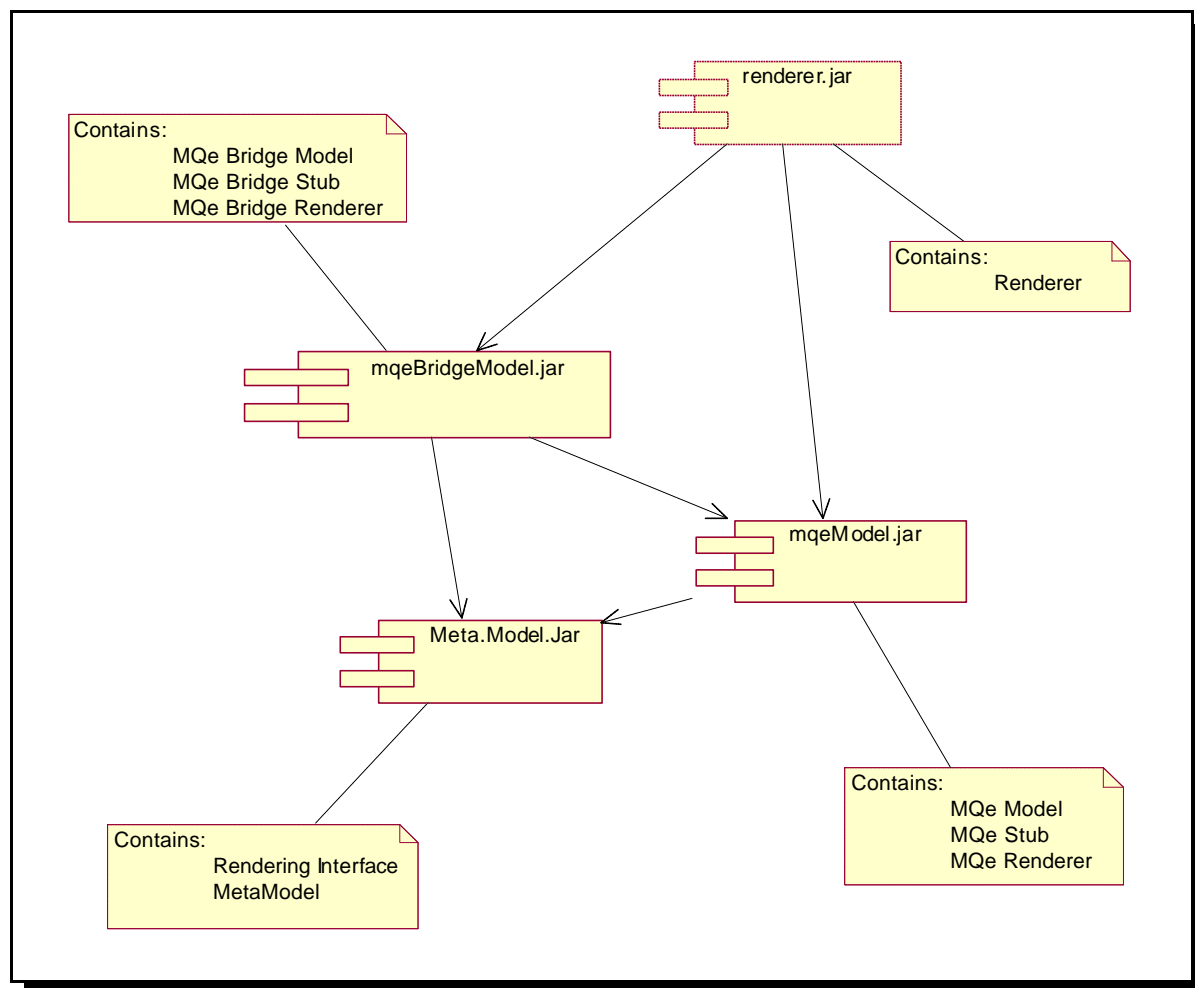 renderer.jar
Contains:
MQe Bridge Model
MQe Bridge Stub
MQe Bridge Renderer
Contains:
Renderer
mqeBridgeModel.jar
mqeModel.jar
Meta.Model.Jar
Contains:
MQe Model
MQe Stub
MQe Renderer
Contains:
Rendering Interface
MetaModel